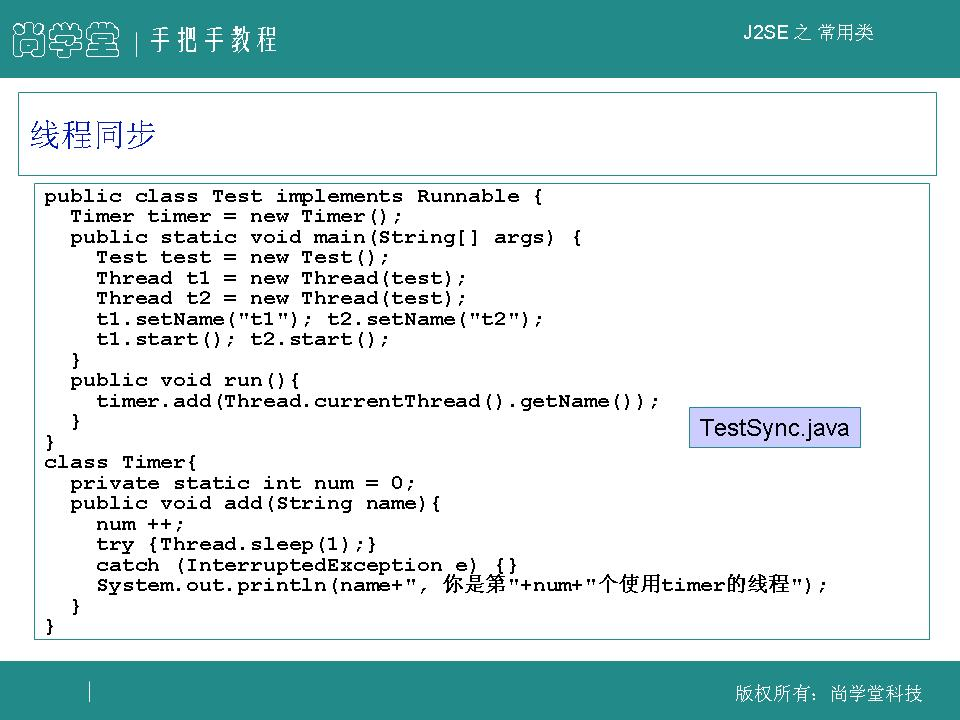 尚学堂 | 手把手教程
J2SE 之 常用类
线程同步
public class Test implements Runnable {
  Timer timer = new Timer();
  public static void main(String[] args) {
    Test test = new Test();
    Thread t1 = new Thread(test);
    Thread t2 = new Thread(test);
    t1.setName("t1"); t2.setName("t2");
    t1.start(); t2.start();
  }
  public void run(){
    timer.add(Thread.currentThread().getName());
  }
}
TestSync.java
class Timer{
  private static int num = 0;
  public void add(String name){
    num ++;
    try {Thread.sleep(1);}
    catch (InterruptedException e) {}
    System.out.println(name+", 你是第"+num+"个使用timer的线程");
  }
}
版权所有：尚学堂科技